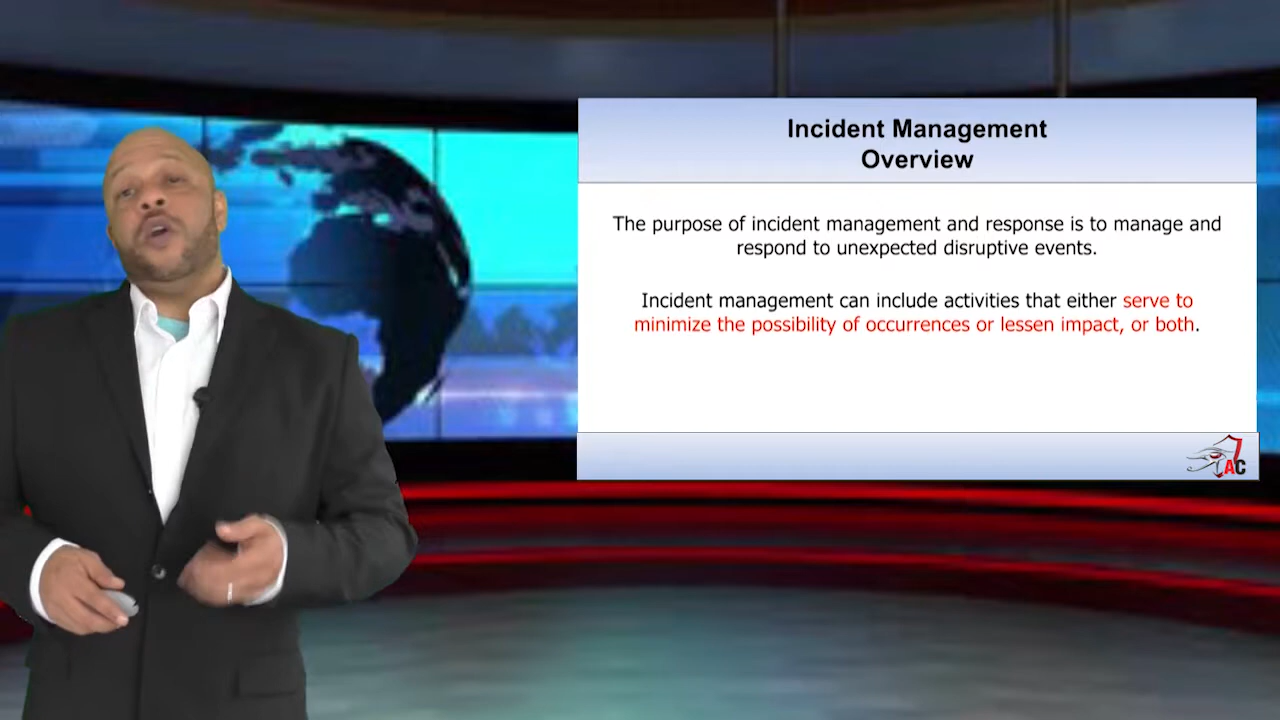 Incident Management
Overview
The purpose of incident management and response is to manage and
respond to unexpected disruptive events.
Incident management can include activities that either serve to
minimize the possibility of occurrences or lessen impact, or both.
AC